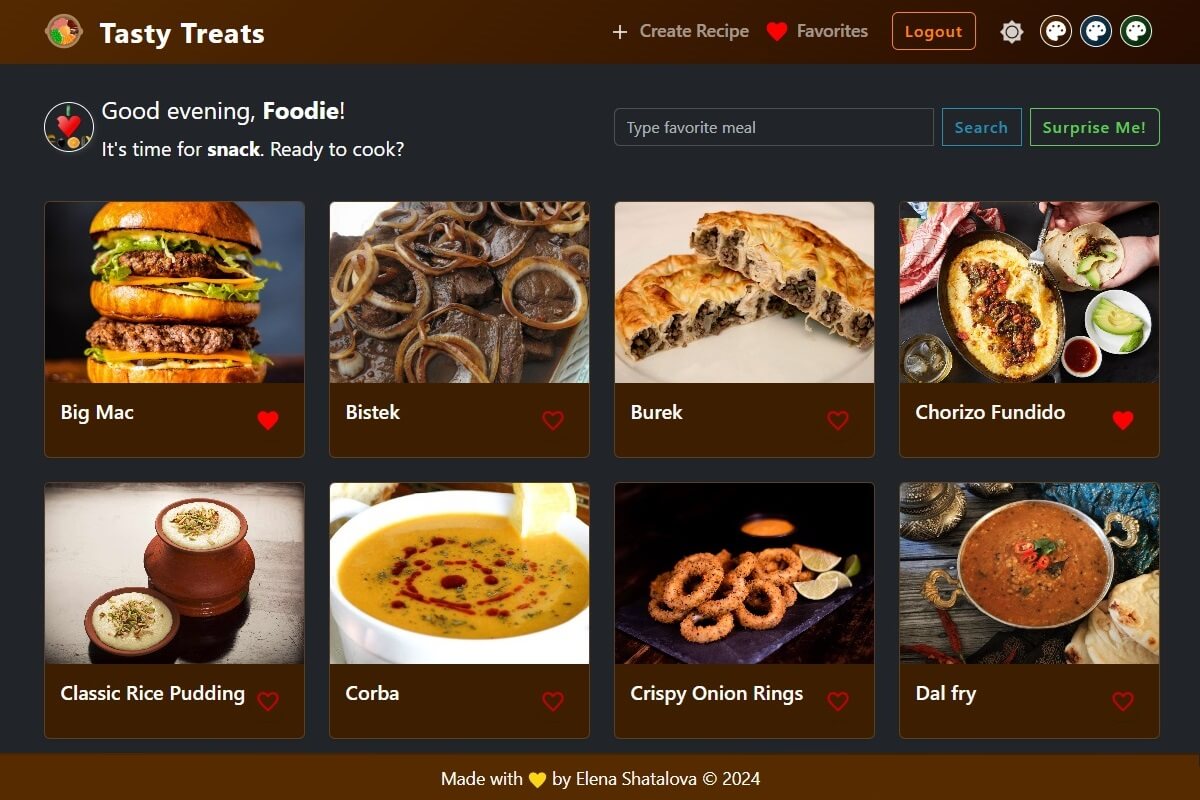 Tasty Treats
Create Recipe
Favorites
Logout
Good evening, Foodie!
It's time for snack. Ready to cook?
Type favorite meal
Search
Surprise Me!
Big Mac
Bistek
Burek
Chorizo Fundido
Classic Rice Pudding
Corba
Crispy Onion Rings
Dal fry
Made with 💛 by Elena Shatalova © 2024